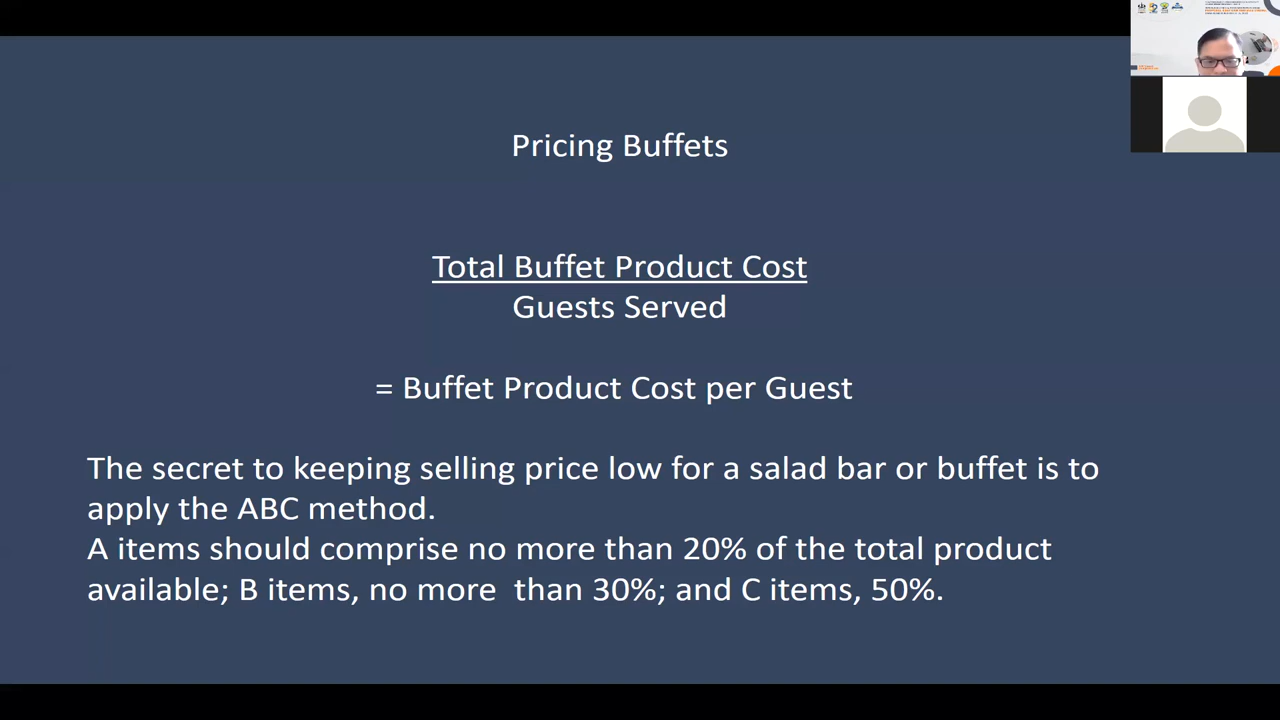 Pricing Buffets
Total Buffet Product Cost
Guests Served
= Buffet Product Cost per Guest
The secret to keeping selling price low for a salad bar or buffet is to
apply the ABC method.
A items should comprise no more than 20% of the total product
available; B items, no more than 30%; and C items, 50%.